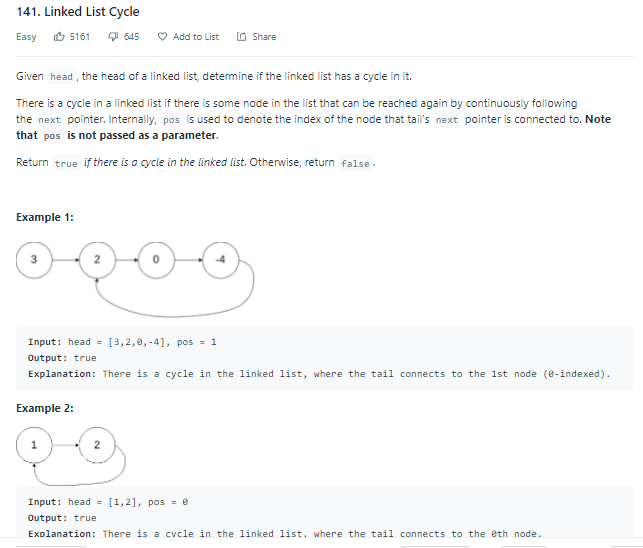 141. Linked List Cycle
Easy 5161 645 Add to List Share
Given head, the head of a linked list, determine if the linked list has a cycle in it.
There is a cycle in a linked list if there is some node in the list that can be reached again by continuously following
the next pointer. Internally, pos is used to denote the index of the node that tail's next pointer is connected to. Note
that pos is not passed as a parameter.
Return true if there is a cycle in the linked list. Otherwise, return false.
Example 1:
3 2 0 -4
Input: head = [3,2,0,-4], pos = 1
Output: true
Explanation: There is a cycle in the linked list, where the tail connects to the 1st node (0-indexed).
Example 2:
1 2
Input: head = [1,2], pos = 0
Output: true
Explanation: There is a cycle in the linked list, where the tail connects to the 0th node.